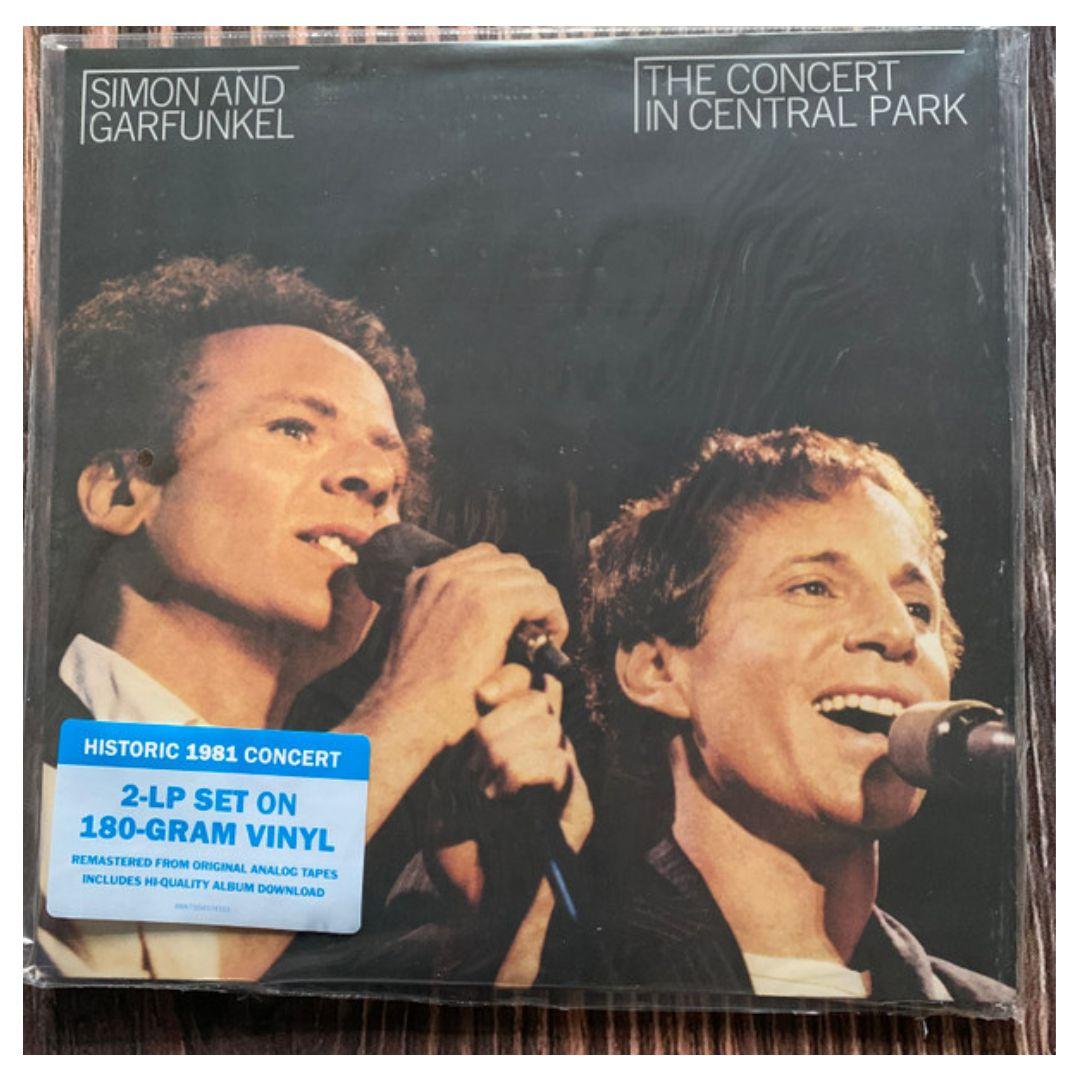 SIMON AND
GARFUNKEL
THE CONCERT
IN CENTRAL PARK
HISTORIC 1981 CONCERT
2-LP SET ON
180-GRAM VINYL
REMASTERED FROM ORIGINAL ANALOG TAPES
INCLUDES HI-QUALITY ALBUM DOWNLOAD